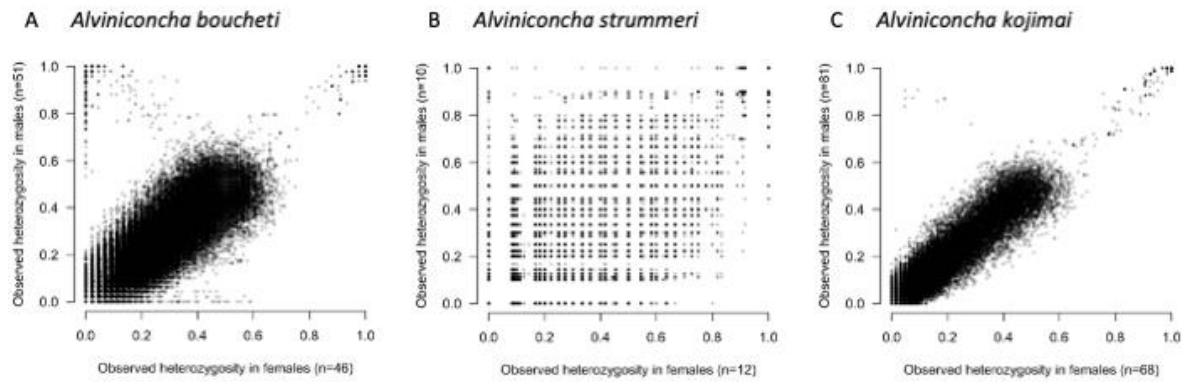 A Alviniconcha boucheti
Observed heterozygosity in males (n=51)
1.0
0.8
0.6
0.4
0.2
0.0
0.0 0.2 0.4 0.6 0.8 1.0
Observed heterozygosity in females (n=46)
B Alviniconcha strummeri
Observed heterozygosity in males (n=10)
1.0
0.8
0.6
0.4
0.2
0.0
0.0 0.2 0.4 0.6 0.8 1.0
Observed heterozygosity in females (n=12)
C Alviniconcha kojimai
Observed heterozygosity in males (n=81)
1.0
0.8
0.6
0.4
0.2
0.0
0.0 0.2 0.4 0.6 0.8 1.0
Observed heterozygosity in females (n=68)